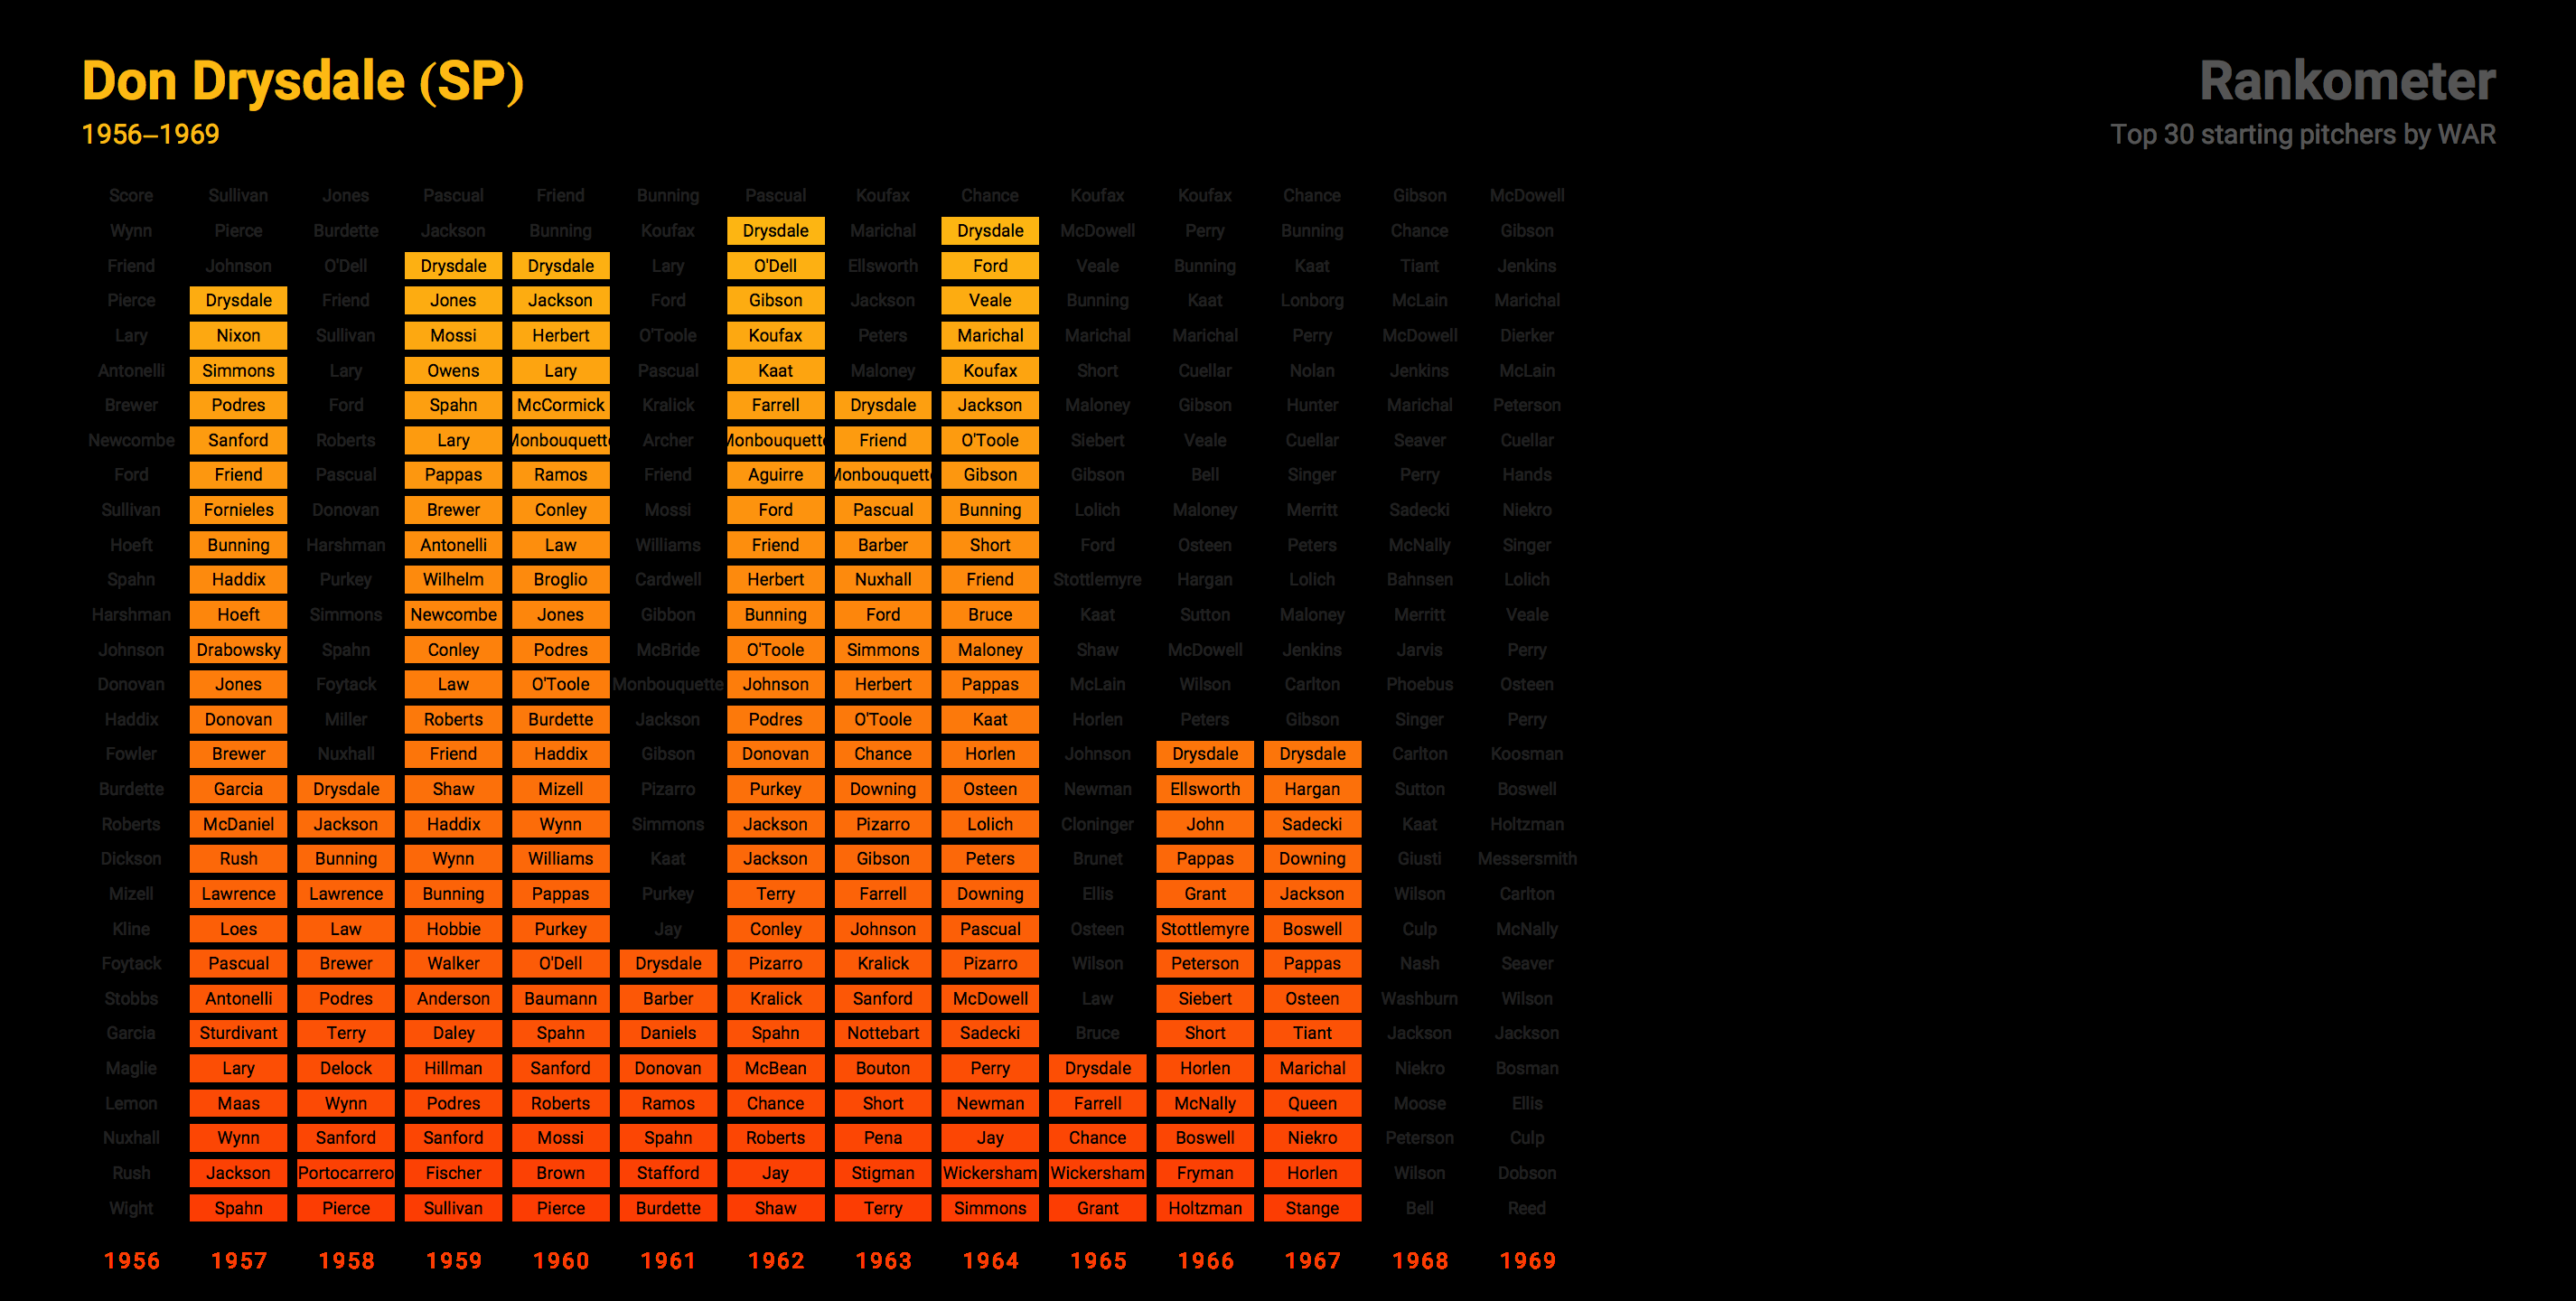 Don Drysdale (SP)
1956–1969
Rankometer
Top 30 starting pitchers by WAR
Score Sullivan Jones Pascual Friend Bunning Pascual Koufax Chance Koufax Koufax Chance Gibson McDowell
Wynn Pierce Burdette Jackson Bunning Koufax Drysdale Marichal Drysdale McDowell Perry Bunning Chance Gibson
Friend Johnson O'Dell Drysdale Drysdale Lary O'Dell Ellsworth Ford Veale Bunning Kaat Tiant Jenkins
Pierce Drysdale Friend Jones Jackson Ford Gibson Jackson Veale Bunning Kaat Lonborg McLain Marichal
Lary Nixon Sullivan Mossi Herbert O'Toole Koufax Peters Marichal Marichal Marichal Perry McDowell Dierker
Antonelli Simmons Lary Owens Lary Pascual Kaat Maloney Koufax Short Cuellar Nolan Jenkins McLain
Brewer Podres Ford Spahn McCormick Kralick Farrell Drysdale Jackson Maloney Gibson Hunter Marichal Peterson
Newcombe Sanford Roberts Lary Monbouquette Archer Monbouquette Friend O'Toole Siebert Veale Cuellar Seaver Cuellar
Ford Friend Pascual Pappas Ramos Friend Aguirre Monbouquette Gibson Gibson Bell Singer Perry Hands
Sullivan Fornieles Donovan Brewer Conley Mossi Ford Pascual Bunning Lolich Maloney Merritt Sadecki Niekro
Hoeft Bunning Harshman Antonelli Law Williams Friend Barber Short Ford Osteen Peters McNally Singer
Spahn Haddix Purkey Wilhelm Broglio Cardwell Herbert Nuxhall Friend Stottlemyre Hargan Lolich Bahnsen Lolich
Harshman Hoeft Simmons Newcombe Jones Gibbon Bunning Ford Bruce Kaat Sutton Maloney Merritt Veale
Johnson Drabowsky Spahn Conley Podres McBride O'Toole Simmons Maloney Shaw McDowell Jenkins Jarvis Perry
Donovan Jones Foytack Law O'Toole Monbouquette Johnson Herbert Pappas McLain Wilson Carlton Phoebus Osteen
Haddix Donovan Miller Roberts Burdette Jackson Podres O'Toole Kaat Horlen Peters Gibson Singer Perry
Fowler Brewer Nuxhall Friend Haddix Gibson Donovan Chance Horlen Johnson Drysdale Drysdale Carlton Koosman
Burdette Garcia Drysdale Shaw Mizell Pizarro Purkey Downing Osteen Newman Ellsworth Hargan Sutton Boswell
Roberts McDaniel Jackson Haddix Wynn Simmons Jackson Pizarro Lolich Cloninger John Sadecki Kaat Holtzman
Dickson Rush Bunning Wynn Williams Kaat Jackson Gibson Peters Brunet Pappas Downing Giusti Messersmith
Mizell Lawrence Lawrence Bunning Pappas Purkey Terry Farrell Downing Ellis Grant Jackson Wilson Carlton
Kline Loes Law Hobbie Purkey Jay Conley Johnson Pascual Osteen Stottlemyre Boswell Culp McNally
Foytack Pascual Brewer Walker O'Dell Drysdale Pizarro Kralick Pizarro Wilson Peterson Pappas Nash Seaver
Stobbs Antonelli Podres Anderson Baumann Barber Kralick Sanford McDowell Law Siebert Osteen Washburn Wilson
Garcia Sturdivant Terry Daley Spahn Daniels Spahn Nottebart Sadecki Bruce Short Tiant Jackson Jackson
Maglie Lary Delock Hillman Sanford Donovan McBean Bouton Perry Drysdale Horlen Marichal Niekro Bosman
Lemon Maas Wynn Podres Roberts Ramos Chance Short Newman Farrell McNally Queen Moose Ellis
Nuxhall Wynn Sanford Sanford Mossi Spahn Roberts Pena Jay Chance Boswell Niekro Peterson Culp
Rush Jackson Portocarrero Fischer Brown Stafford Jay Stigman Wickersham Wickersham Fryman Horlen Wilson Dobson
Wight Spahn Pierce Sullivan Pierce Burdette Shaw Terry Simmons Grant Holtzman Stange Bell Reed
1956 1957 1958 1959 1960 1961 1962 1963 1964 1965 1966 1967 1968 1969